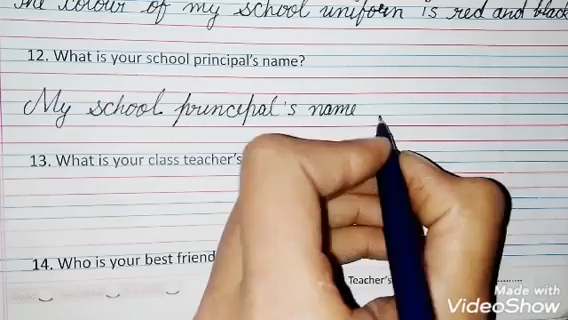 The colour of my school uniform is red and black
12. What is your school principal's name?
My school principal's name
13. What is your class teacher's
14. Who is your best friend
Teacher's
Made with
VideoShow